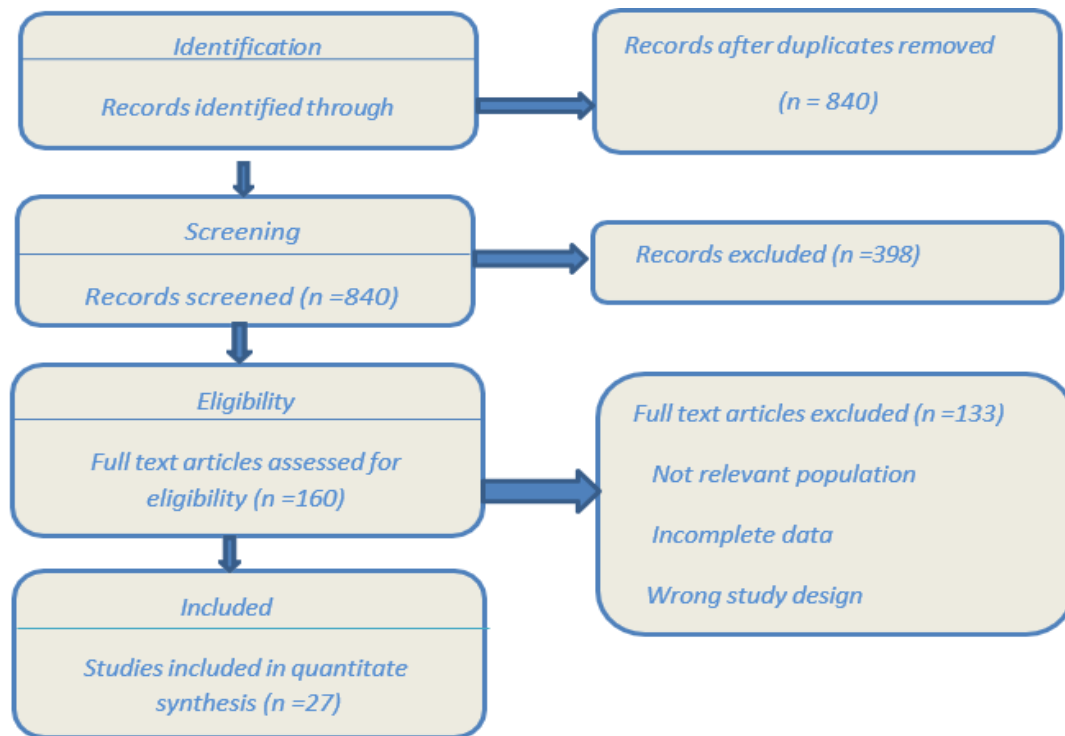 Identification
Records identified through
Records after duplicates removed
(n = 840)
Screening
Records screened (n =840)
Records excluded (n =398)
Eligibility
Full text articles assessed for
eligibility (n =160)
Full text articles excluded (n =133)
Not relevant population
Incomplete data
Wrong study design
Included
Studies included in quantitate
synthesis (n =27)